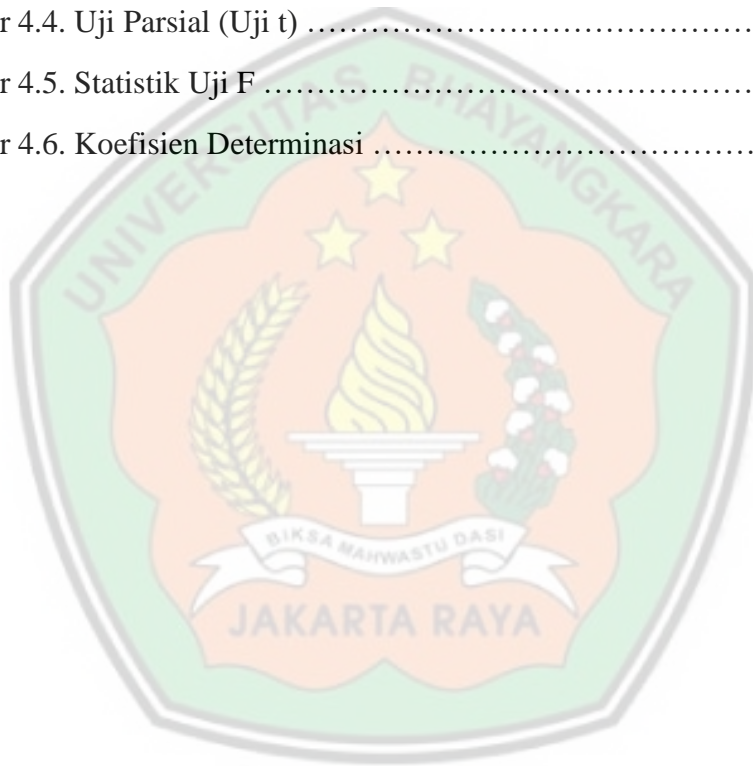 r 4.4. Uji Parsial (Uji t) ……………………………………
r 4.5. Statistik Uji F ……………………………………………
r 4.6. Koefisien Determinasi ………………………………
UNIVERSITAS BHAYANGKARA
BIKSA MAHWASTU DASI
JAKARTA RAYA